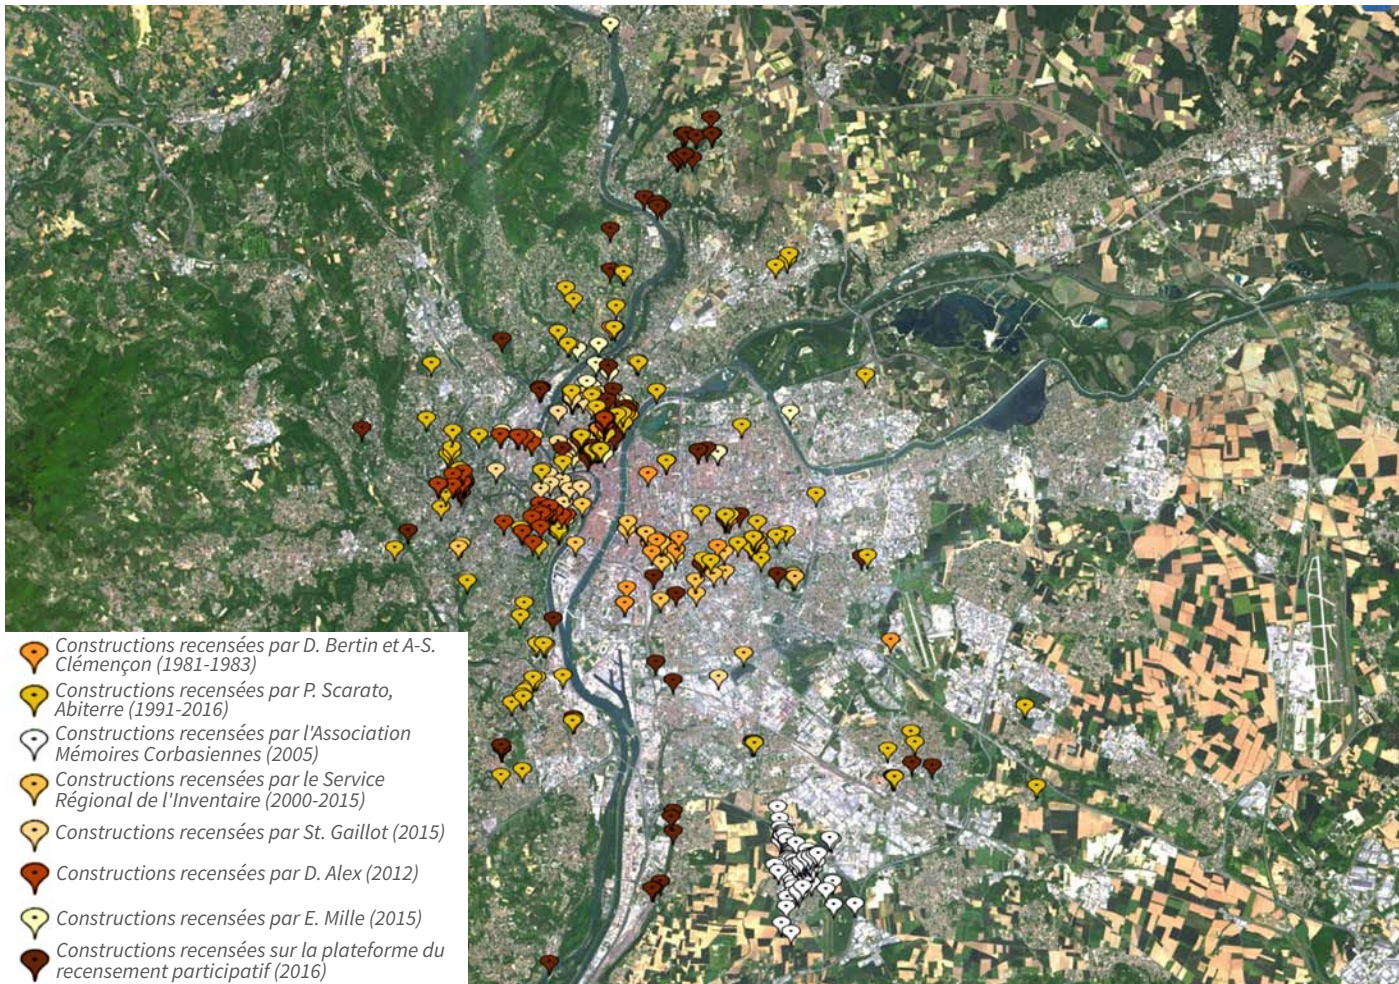 Constructions recensées par D. Bertin et A-S.
Clémençon (1981-1983)
Constructions recensées par P. Scarato,
Abiterre (1991-2016)
Constructions recensées par l'Association
Mémoires Corbasiennes (2005)
Constructions recensées par le Service
Régional de l'Inventaire (2000-2015)
Constructions recensées par St. Gaillot (2015)
Constructions recensées par D. Alex (2012)
Constructions recensées par E. Mille (2015)
Constructions recensées sur la plateforme du
recensement participatif (2016)